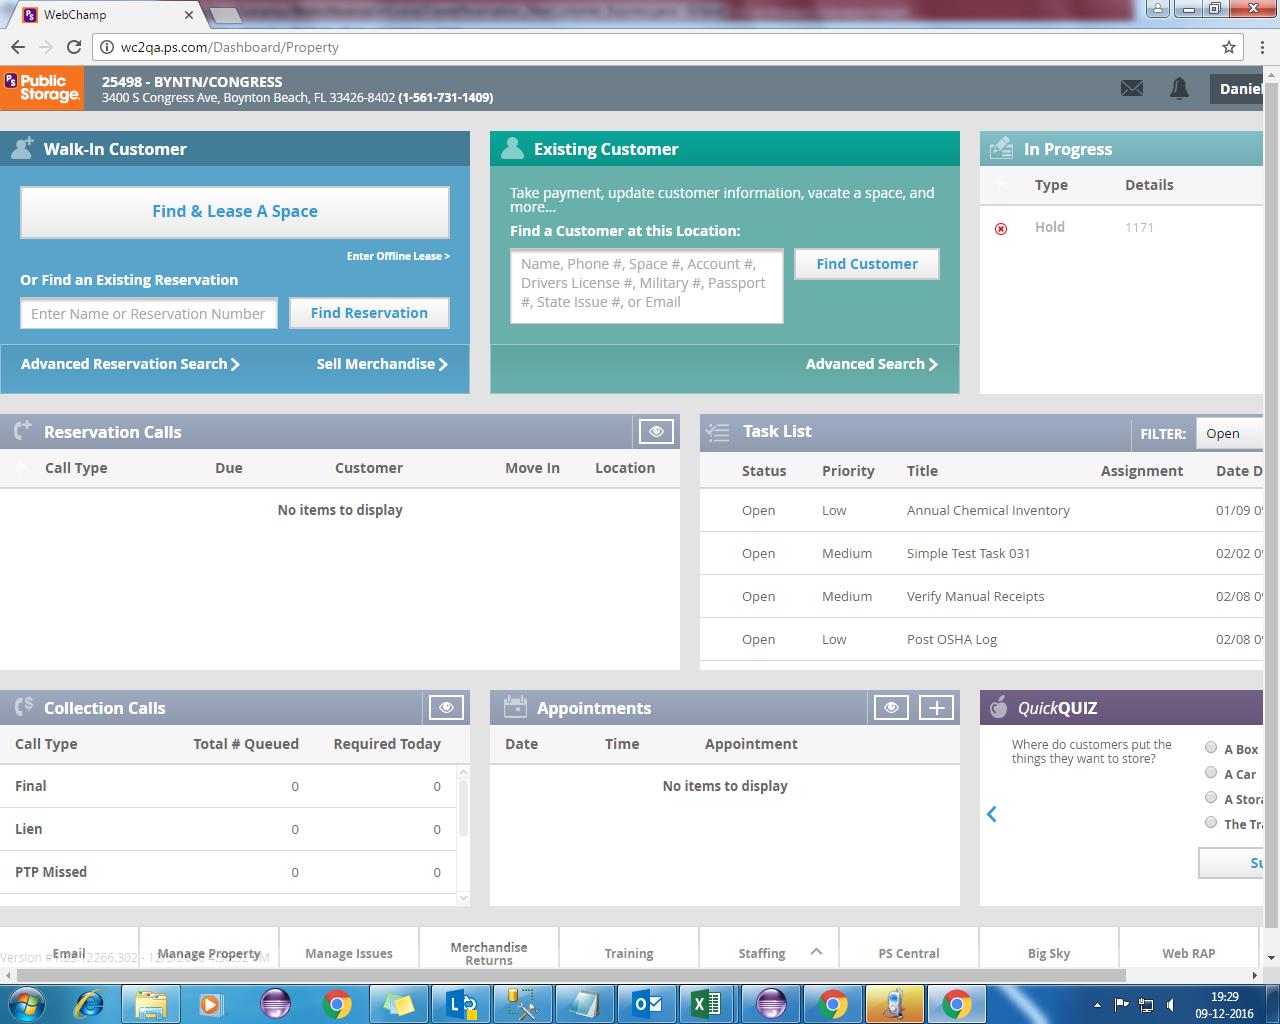 WebChamp
wc2qa.ps.com/Dashboard/Property
PS Public Storage.
25498 - BYNTN/CONGRESS
3400 S Congress Ave, Boynton Beach, FL 33426-8402 (1-561-731-1409)
Daniel
Walk-In Customer
Find & Lease A Space
Enter Offline Lease >
Or Find an Existing Reservation
Enter Name or Reservation Number
Find Reservation
Advanced Reservation Search
Sell Merchandise
Existing Customer
Take payment, update customer information, vacate a space, and
more...
Find a Customer at this Location:
Name, Phone #, Space #, Account #,
Drivers License #, Military #, Passport
#, State Issue #, or Email
Find Customer
Advanced Search
In Progress
Type Details
Hold 1171
Reservation Calls
Call Type Due Customer Move In Location
No items to display
Task List
FILTER: Open
Status Priority Title Assignment Date D
Open Low Annual Chemical Inventory 01/09 0
Open Medium Simple Test Task 031 02/02 0
Open Medium Verify Manual Receipts 02/08 0
Open Low Post OSHA Log 02/08 0
Collection Calls
Call Type Total # Queued Required Today
Final 0 0
Lien 0 0
PTP Missed 0 0
Appointments
Date Time Appointment
No items to display
QuickQUIZ
Where do customers put the
things they want to store?
A Box
A Car
A Stora
The Tra
Su
Email
Manage Property
Manage Issues
Merchandise
Returns
Training
Staffing
PS Central
Big Sky
Web RAP
19:29
09-12-2016